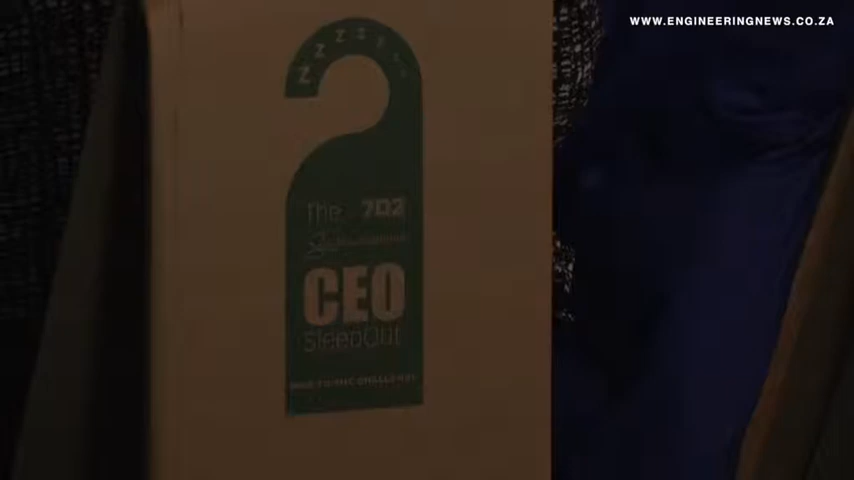 WWW.ENGINEERINGNEWS.CO.ZA
Z Z Z Z Z Z Z
The 702
CEO
SleepOut